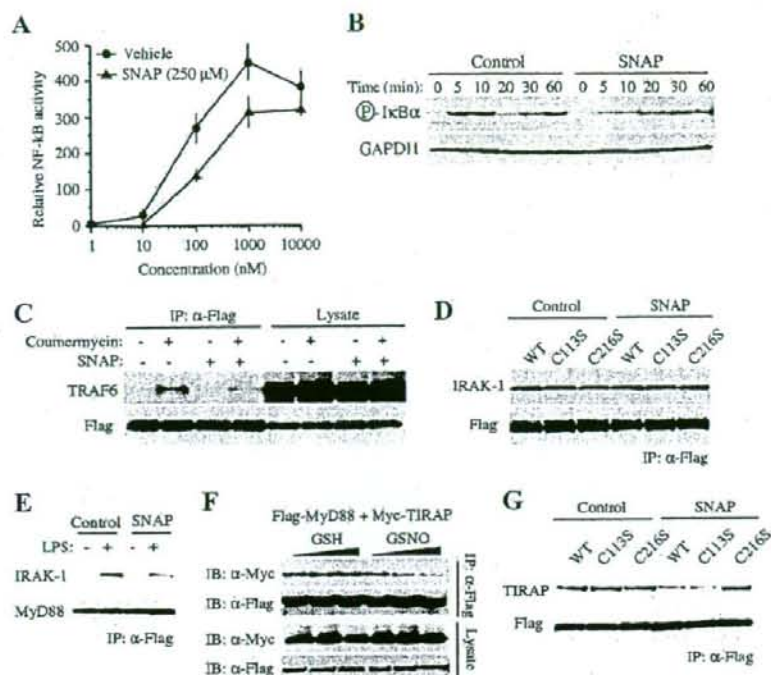 A
500
400
300
200
100
0
Relative NF-kB activity
Vehicle
SNAP (250 µM)
1 10 100 1000 10000
Concentration (nM)
B
Control SNAP
Time (min): 0 5 10 20 30 60 0 5 10 20 30 60
Ⓟ-IκBα
GAPDH
C
IP: α-Flag Lysate
Coumermycin: - + - + - + - +
SNAP: + + + +
TRAF6
Flag
D
Control SNAP
WT C113S C216S WT C113S C216S
IRAK-1
Flag
IP: α-Flag
E
Control SNAP
LPS: - + - +
IRAK-1
MyD88
IP: α-Flag
F
Flag-MyD88 + Myc-TIRAP
GSH GSNO
IB: α-Myc
IB: α-Flag
IP: α-Flag
IB: α-Myc
IB: α-Flag
Lysate
G
Control SNAP
WT C113S C216S WT C113S C216S
TIRAP
Flag
IP: α-Flag